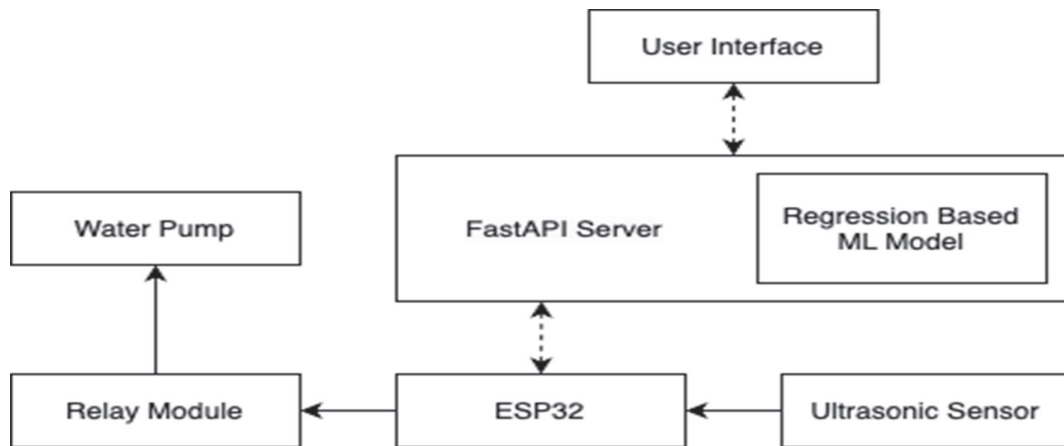 User Interface
Water Pump
FastAPI Server
Regression Based
ML Model
Relay Module
ESP32
Ultrasonic Sensor